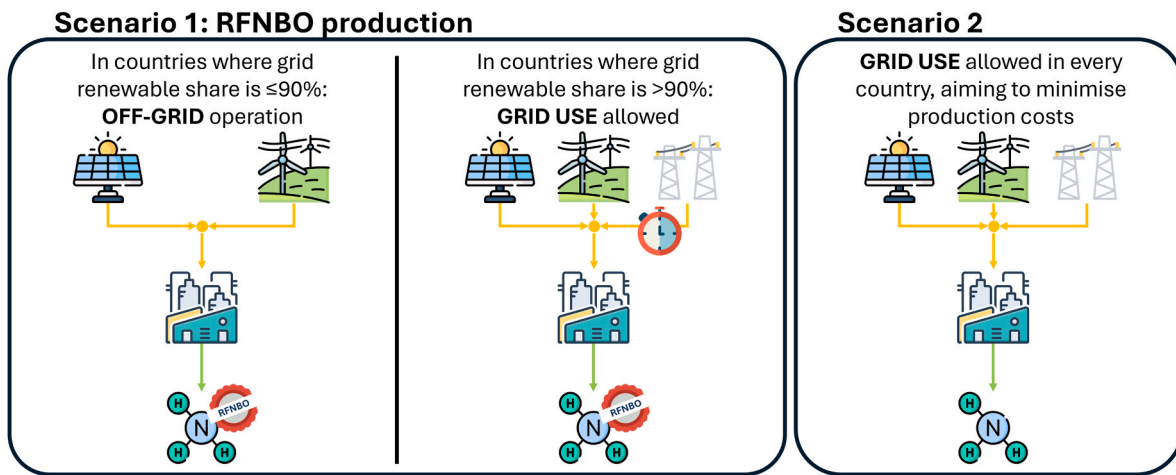 Scenario 1: RFNBO production
In countries where grid
renewable share is ≤90%:
OFF-GRID operation
H
N
H
H
RFNBO
In countries where grid
renewable share is >90%:
GRID USE allowed
H
N
H
H
RFNBO
Scenario 2
GRID USE allowed in every
country, aiming to minimise
production costs
H
N
H
H